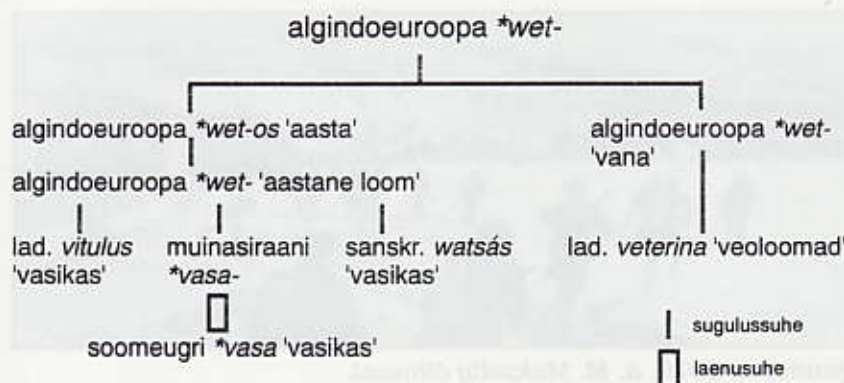 algindoeuroopa *wet-
algindoeuroopa *wet-os 'aasta'
algindoeuroopa *wet-
'vana'
algindoeuroopa *wet- 'aastane loom'
lad. vitulus
'vasikas'
muinasiraani
*vasa-
sanskr. watsás
'vasikas'
lad. veterina 'veoloomad'
soomeugri *vasa 'vasikas'
sugulussuhe
laenusuhe